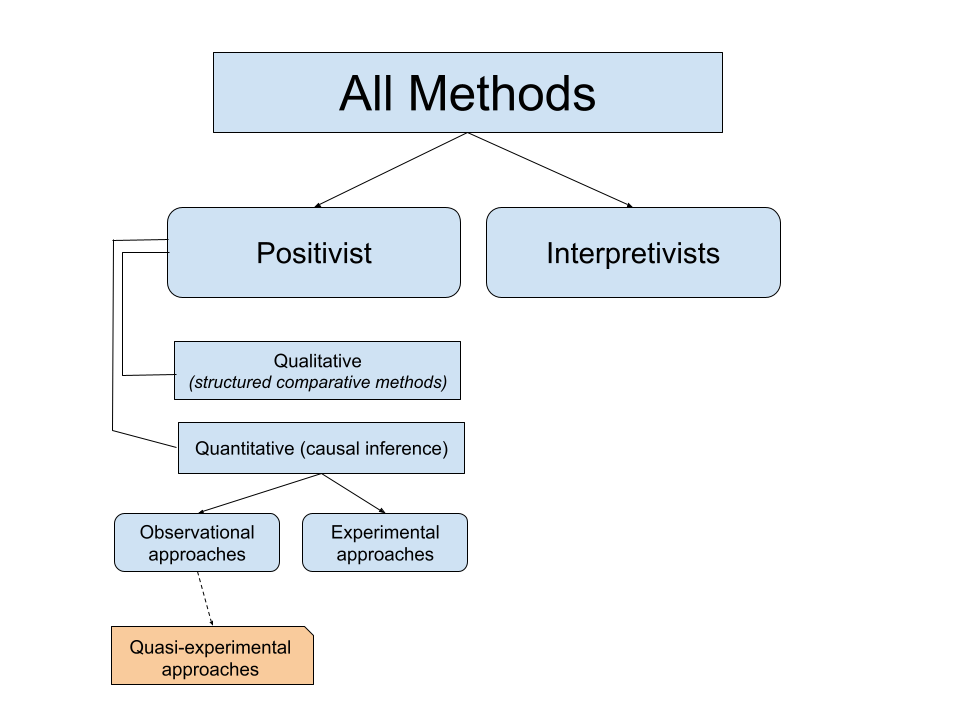 All Methods
Positivist
Interpretivists
Qualitative
(structured comparative methods)
Quantitative (causal inference)
Observational
approaches
Experimental
approaches
Quasi-experimental
approaches